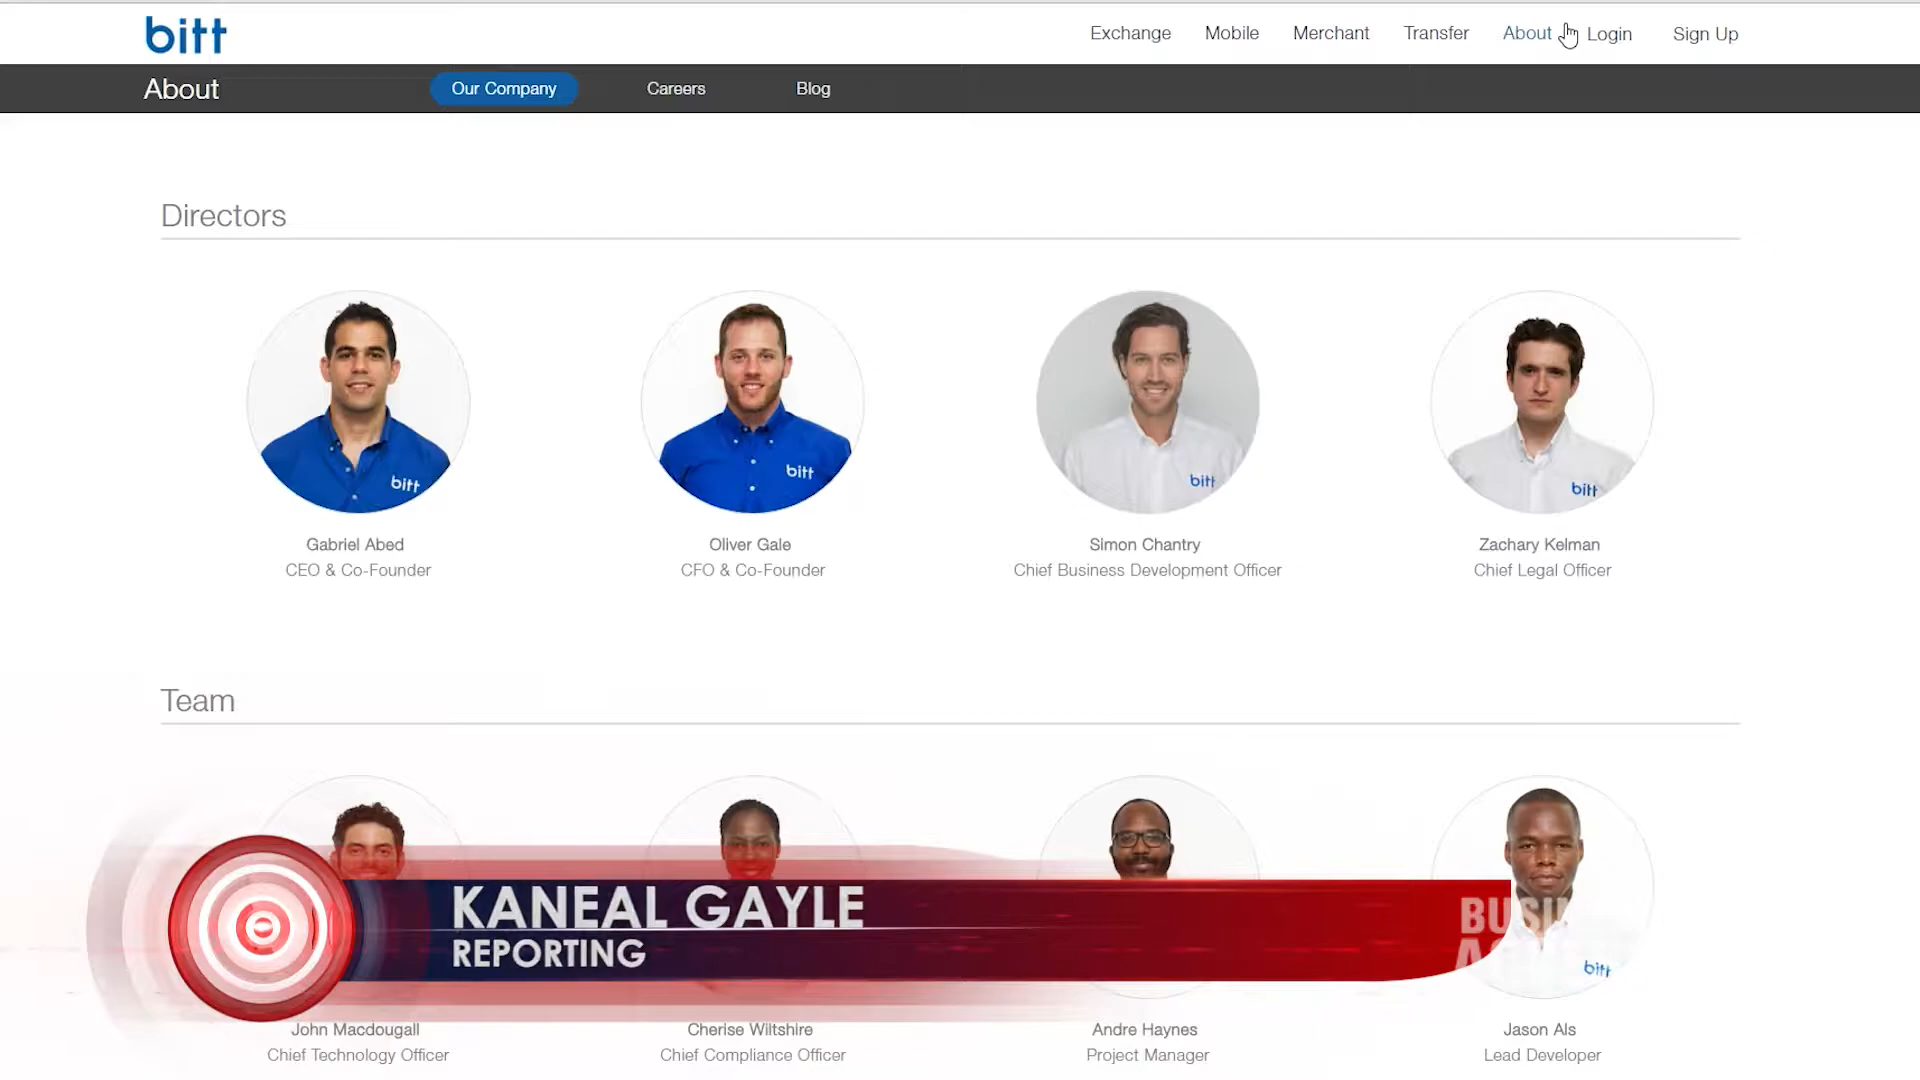 bitt
Exchange Mobile Merchant Transfer About Login Sign Up
About Our Company Careers Blog
Directors
bitt bitt bitt bitt
Gabriel Abed
CEO & Co-Founder
Oliver Gale
CFO & Co-Founder
Simon Chantry
Chief Business Development Officer
Zachary Kelman
Chief Legal Officer
Team
KANEAL GAYLE
REPORTING
bitt
John Macdougall
Chief Technology Officer
Cherise Wiltshire
Chief Compliance Officer
Andre Haynes
Project Manager
Jason Als
Lead Developer